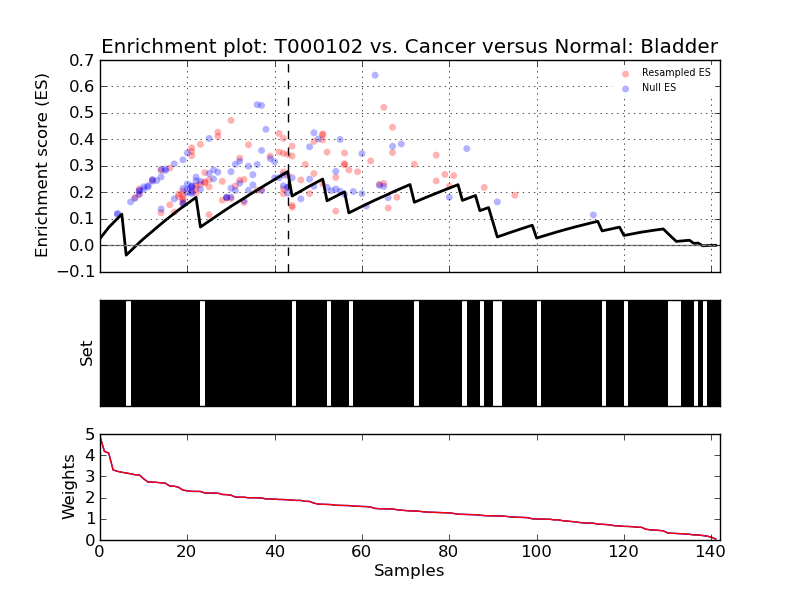 Enrichment plot: T000102 vs. Cancer versus Normal: Bladder
Enrichment score (ES)
0.7
0.6
0.5
0.4
0.3
0.2
0.1
0.0
−0.1
Resampled ES
Null ES
Set
Weights
5
4
3
2
1
0
0 20 40 60 80 100 120 140
Samples